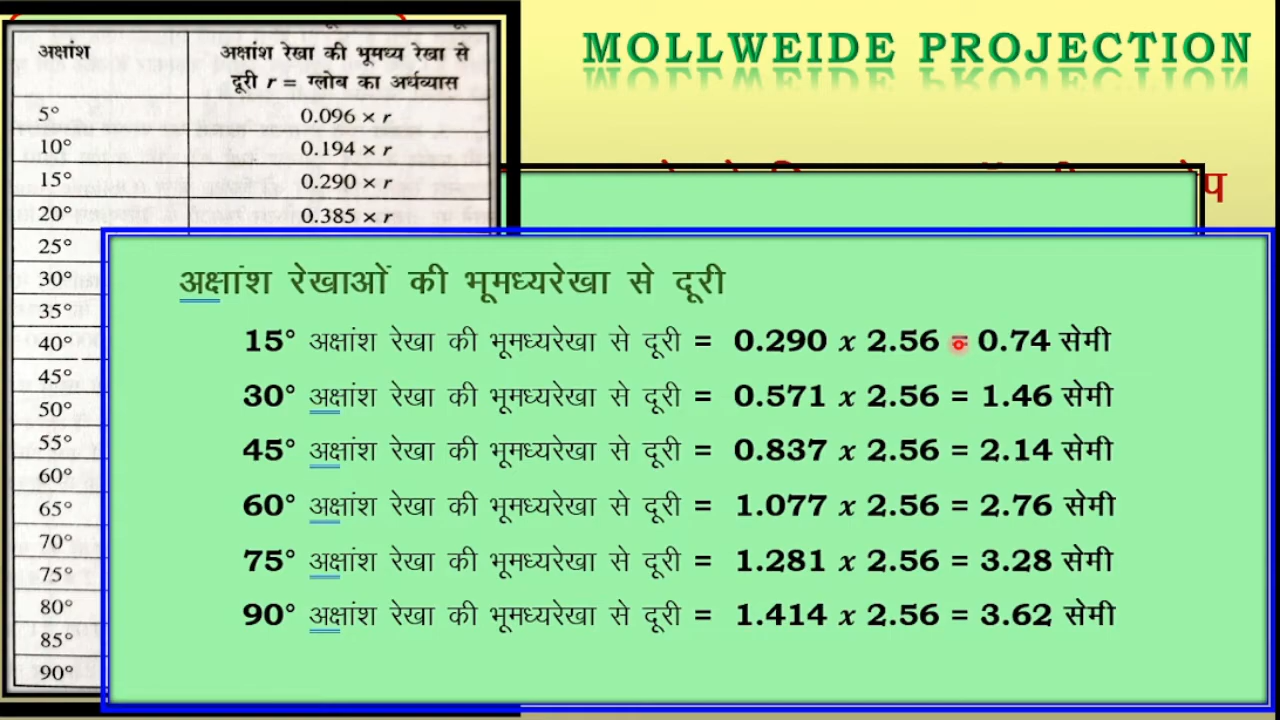 MOLLWEIDE PROJECTION
अक्षांश
अक्षांश रेखा की भूमध्य रेखा से
दूरी r = ग्लोब का अर्धव्यास
5° 0.096 × r
10° 0.194 × r
15° 0.290 × r
20° 0.385 × r
25°
30°
35°
40°
45°
50°
55°
60°
65°
70°
75°
80°
85°
90°
अक्षांश रेखाओं की भूमध्यरेखा से दूरी
15° अक्षांश रेखा की भूमध्यरेखा से दूरी = 0.290 x 2.56 = 0.74 सेमी
30° अक्षांश रेखा की भूमध्यरेखा से दूरी = 0.571 x 2.56 = 1.46 सेमी
45° अक्षांश रेखा की भूमध्यरेखा से दूरी = 0.837 x 2.56 = 2.14 सेमी
60° अक्षांश रेखा की भूमध्यरेखा से दूरी = 1.077 x 2.56 = 2.76 सेमी
75° अक्षांश रेखा की भूमध्यरेखा से दूरी = 1.281 x 2.56 = 3.28 सेमी
90° अक्षांश रेखा की भूमध्यरेखा से दूरी = 1.414 x 2.56 = 3.62 सेमी